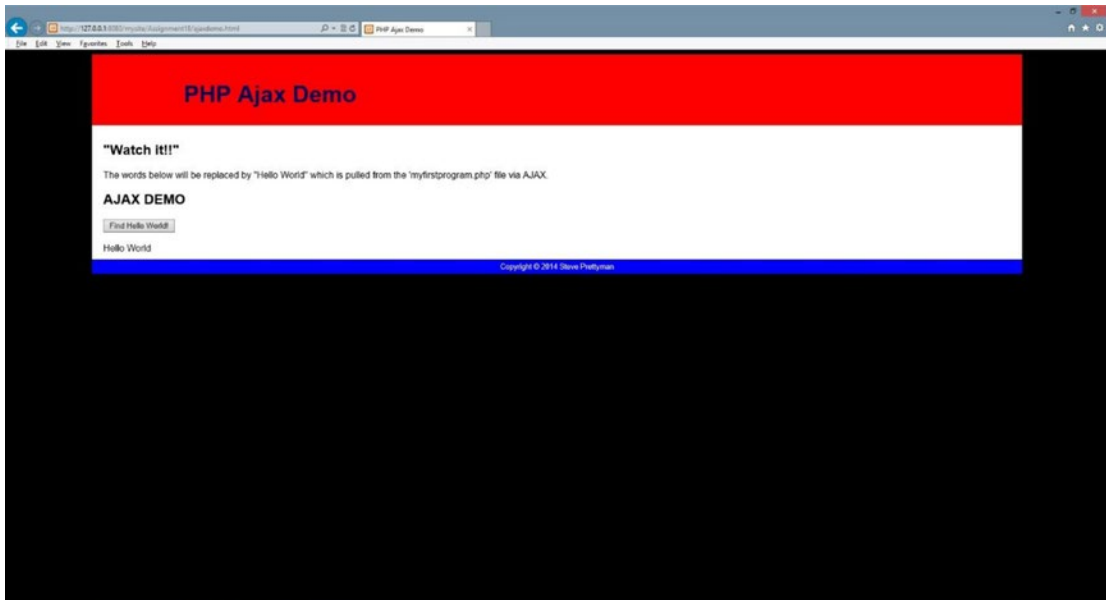 PHP Ajax Demo
File Edit View Favorites Tools Help
PHP Ajax Demo
"Watch it!!"
The words below will be replaced by "Hello World" which is pulled from the 'myfirstprogram.php' file via AJAX.
AJAX DEMO
Find Hello World!
Hello World
Copyright © 2014 Steve Prettyman